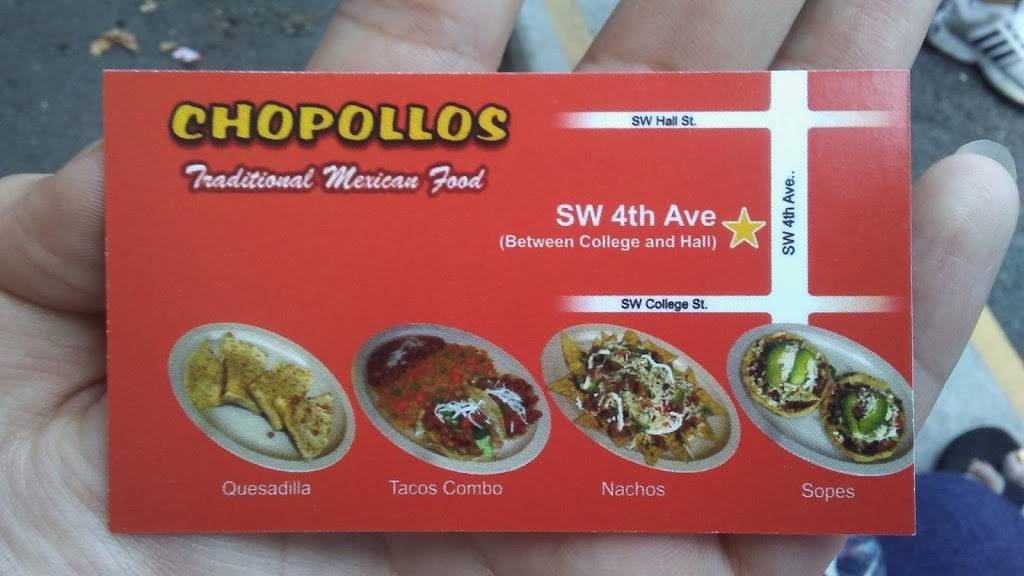 CHOPOLLOS
Traditional Mexican Food
SW Hall St.
SW 4th Ave..
SW 4th Ave
(Between College and Hall)
SW College St.
Quesadilla
Tacos Combo
Nachos
Sopes